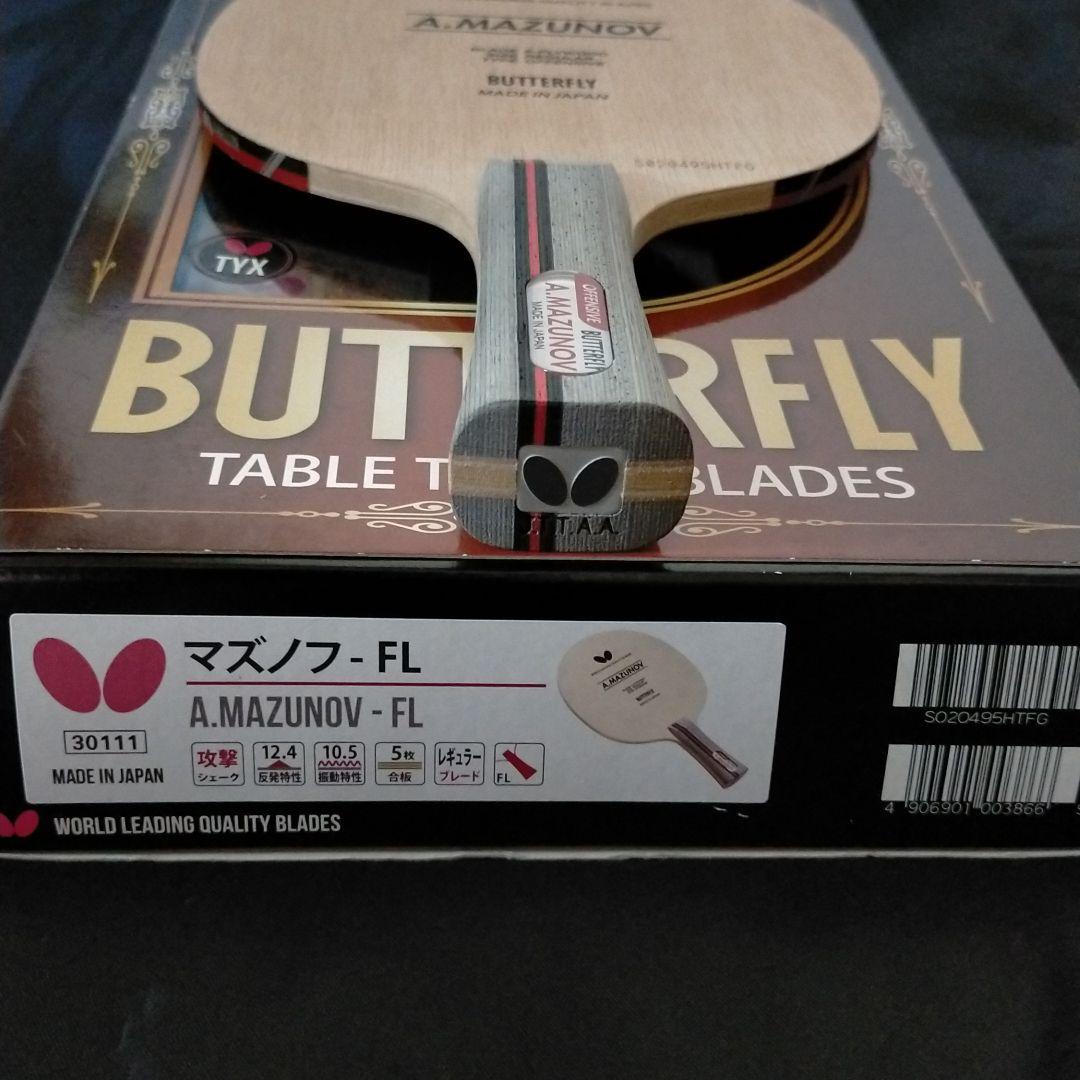 A.MAZUNOV
BUTTERFLY
MADE IN JAPAN
TYX
OFFENSIVE
BUTTERFLY
A.MAZUNOV
MADE IN JAPAN
BUTT RFLY
TABLE T BLADES
J.T.T.A.A.
マズノフ - FL
A.MAZUNOV - FL
30111
MADE IN JAPAN
攻撃
シェーク
12.4
反発特性
10.5
振動特性
5枚
合板
レギュラー
ブレード
FL
A.MAZUNOV
BUTTERFLY
SO20495HTFG
4 906901 003866
WORLD LEADING QUALITY BLADES